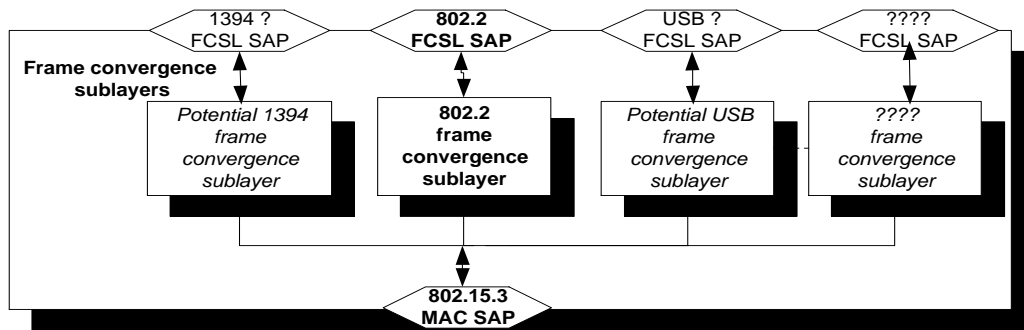 1394 ?
FCSL SAP
802.2
FCSL SAP
USB ?
FCSL SAP
????
FCSL SAP
Frame convergence
sublayers
Potential 1394
frame
convergence
sublayer
802.2
frame
convergence
sublayer
Potential USB
frame
convergence
sublayer
????
frame
convergence
sublayer
802.15.3
MAC SAP